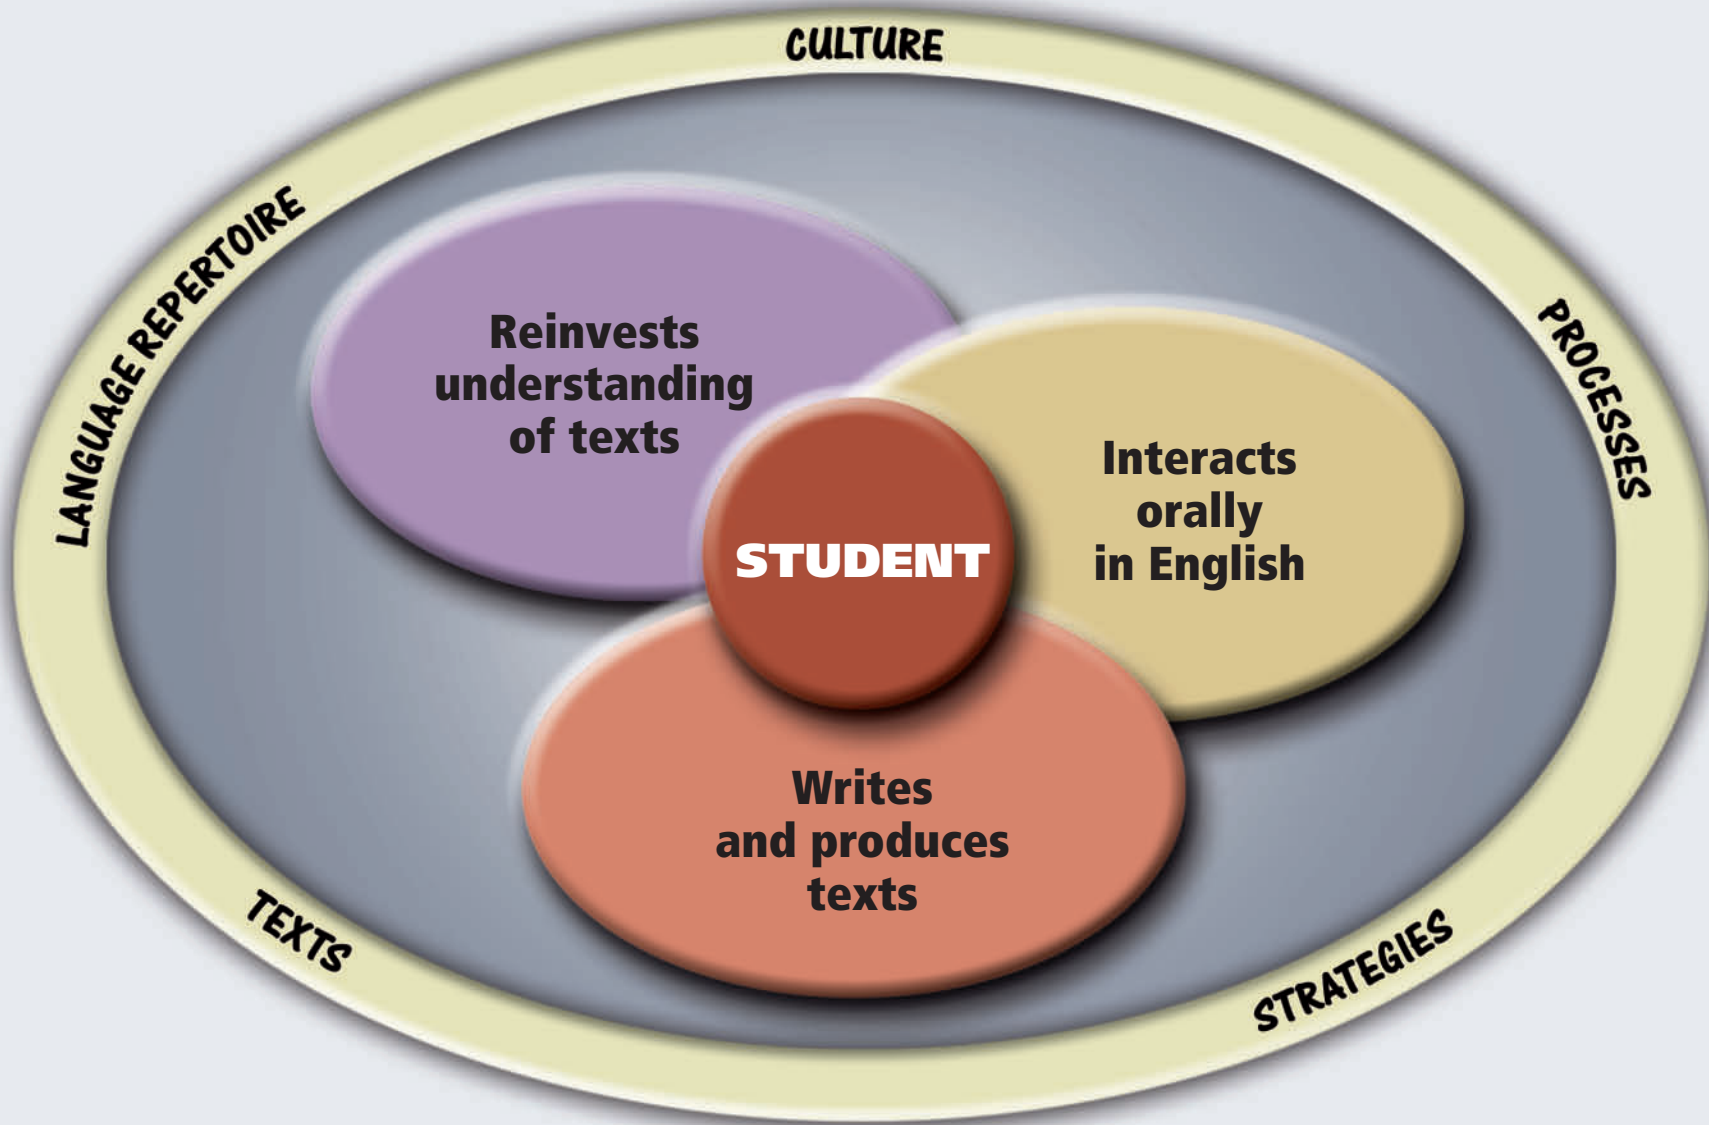 CULTURE
LANGUAGE REPERTOIRE
PROCESSES
Reinvests
understanding
of texts
Interacts
orally
in English
STUDENT
Writes
and produces
texts
TEXTS
STRATEGIES